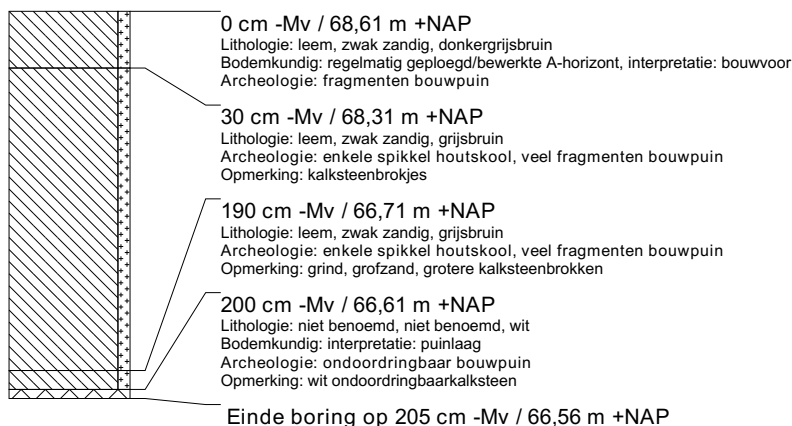 0 cm -Mv / 68,61 m +NAP
Lithologie: leem, zwak zandig, donkergrijsbruin
Bodemkundig: regelmatig geploegd/bewerkte A-horizont, interpretatie: bouwvoor
Archeologie: fragmenten bouwpuin
30 cm -Mv / 68,31 m +NAP
Lithologie: leem, zwak zandig, grijsbruin
Archeologie: enkele spikkel houtskool, veel fragmenten bouwpuin
Opmerking: kalksteenbrokjes
190 cm -Mv / 66,71 m +NAP
Lithologie: leem, zwak zandig, grijsbruin
Archeologie: enkele spikkel houtskool, veel fragmenten bouwpuin
Opmerking: grind, grofzand, grotere kalksteenbrokken
200 cm -Mv / 66,61 m +NAP
Lithologie: niet benoemd, niet benoemd, wit
Bodemkundig: interpretatie: puinlaag
Archeologie: ondoordringbaar bouwpuin
Opmerking: wit ondoordringbaarkalksteen
Einde boring op 205 cm -Mv / 66,56 m +NAP